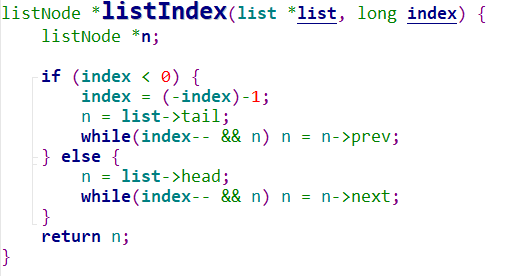 listNode *listIndex(list *list, long index) {
    listNode *n;

    if (index < 0) {
        index = (-index)-1;
        n = list->tail;
        while(index-- && n) n = n->prev;
    } else {
        n = list->head;
        while(index-- && n) n = n->next;
    }
    return n;
}